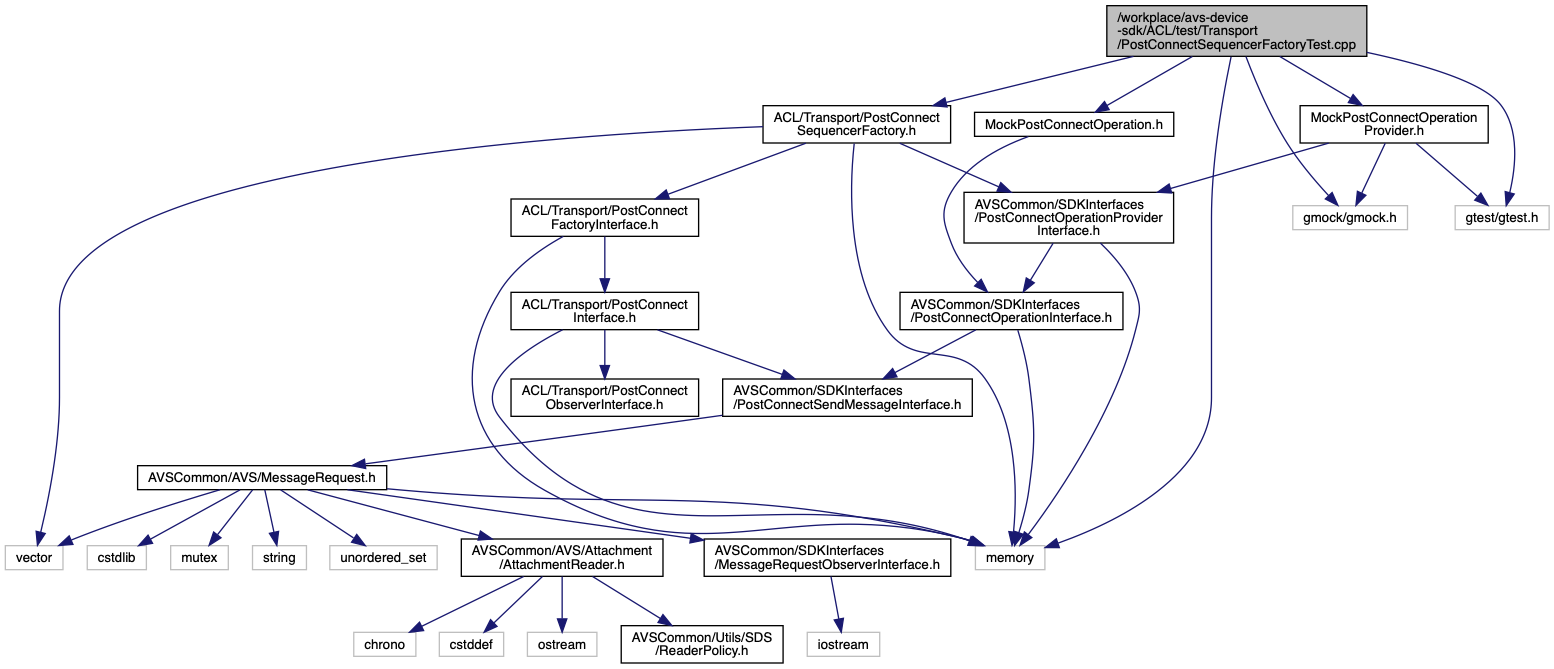 /workplace/avs-device
-sdk/ACL/test/Transport
/PostConnectSequencerFactoryTest.cpp
ACL/Transport/PostConnect
SequencerFactory.h
MockPostConnectOperation.h
MockPostConnectOperation
Provider.h
ACL/Transport/PostConnect
FactoryInterface.h
AVSCommon/SDKInterfaces
/PostConnectOperationProvider
Interface.h
gmock/gmock.h
gtest/gtest.h
ACL/Transport/PostConnect
Interface.h
AVSCommon/SDKInterfaces
/PostConnectOperationInterface.h
ACL/Transport/PostConnect
ObserverInterface.h
AVSCommon/SDKInterfaces
/PostConnectSendMessageInterface.h
AVSCommon/AVS/MessageRequest.h
vector
cstdlib
mutex
string
unordered_set
AVSCommon/AVS/Attachment
/AttachmentReader.h
AVSCommon/SDKInterfaces
/MessageRequestObserverInterface.h
memory
chrono
cstddef
ostream
AVSCommon/Utils/SDS
/ReaderPolicy.h
iostream